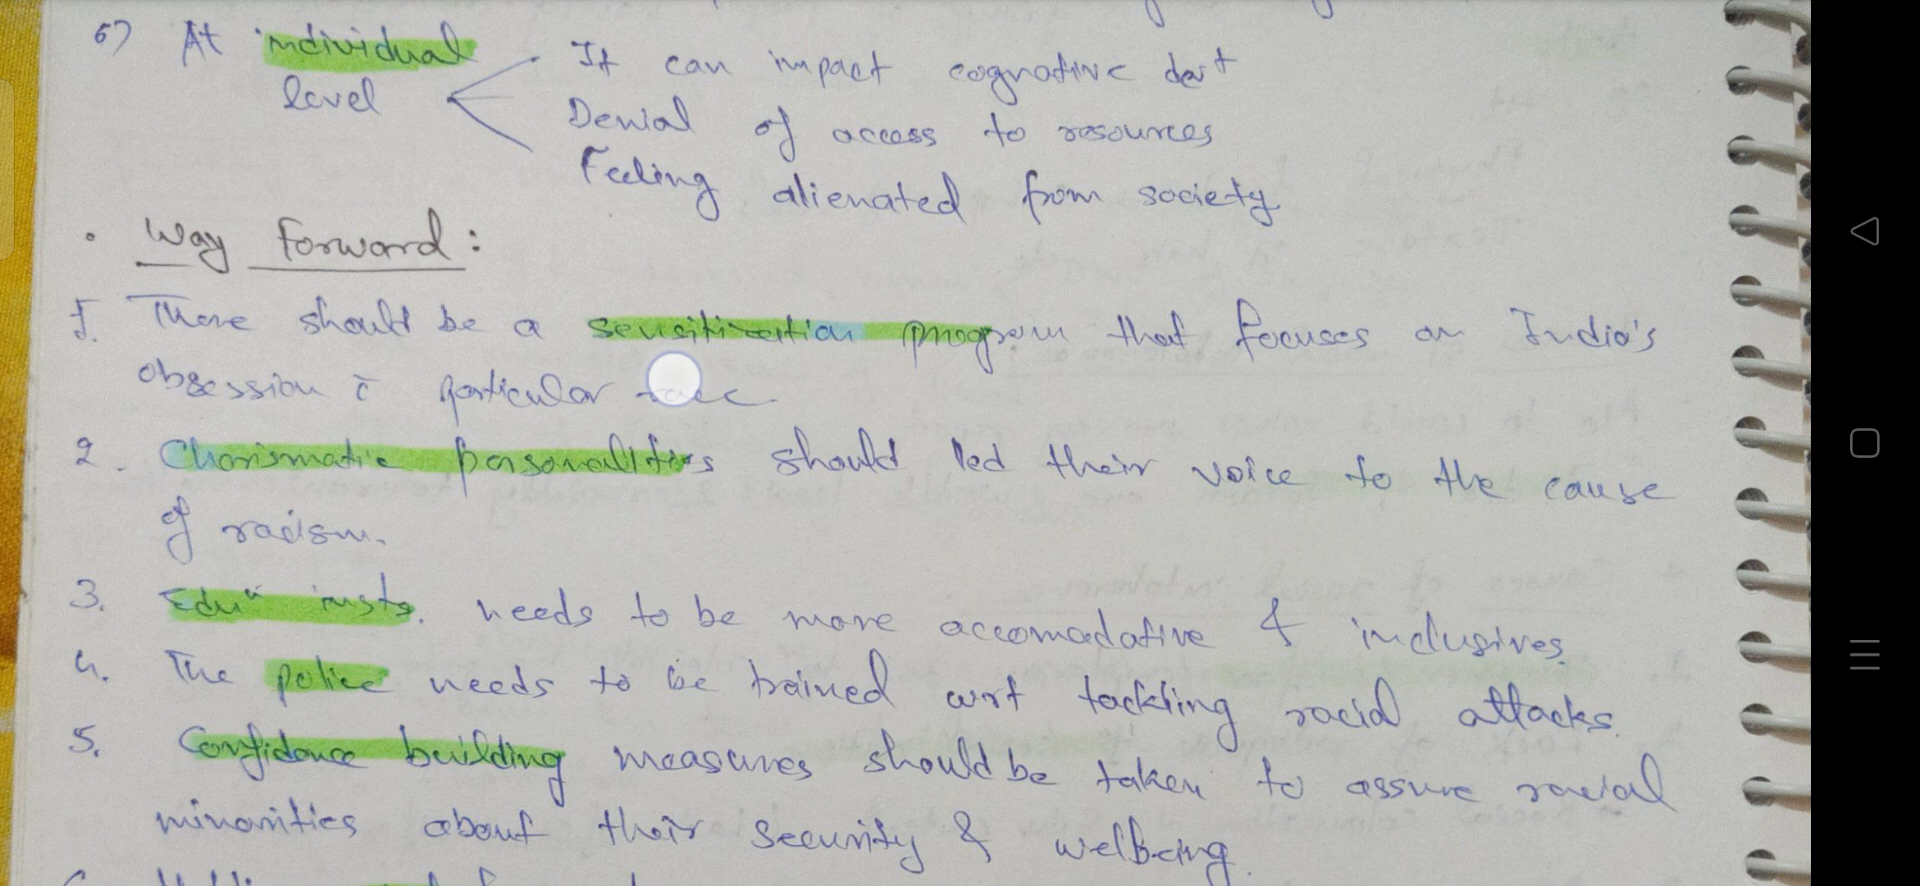 6) At individual
level
It can impact cognative devt
Denial of access to resources
Feeling alienated from society
• Way forward:
1. There should be a sensitization program that focuses on India's
obsession c̄ particular race.
2. Charismatic personalities should led their voice to the cause
of racism.
3. Eduⁿ insts. needs to be more accomodative & inclusives.
4. The police needs to be trained wrt tackling racial attacks.
5. Confidence building measures should be taken to assure racial
minorities about their security & wellbeing.